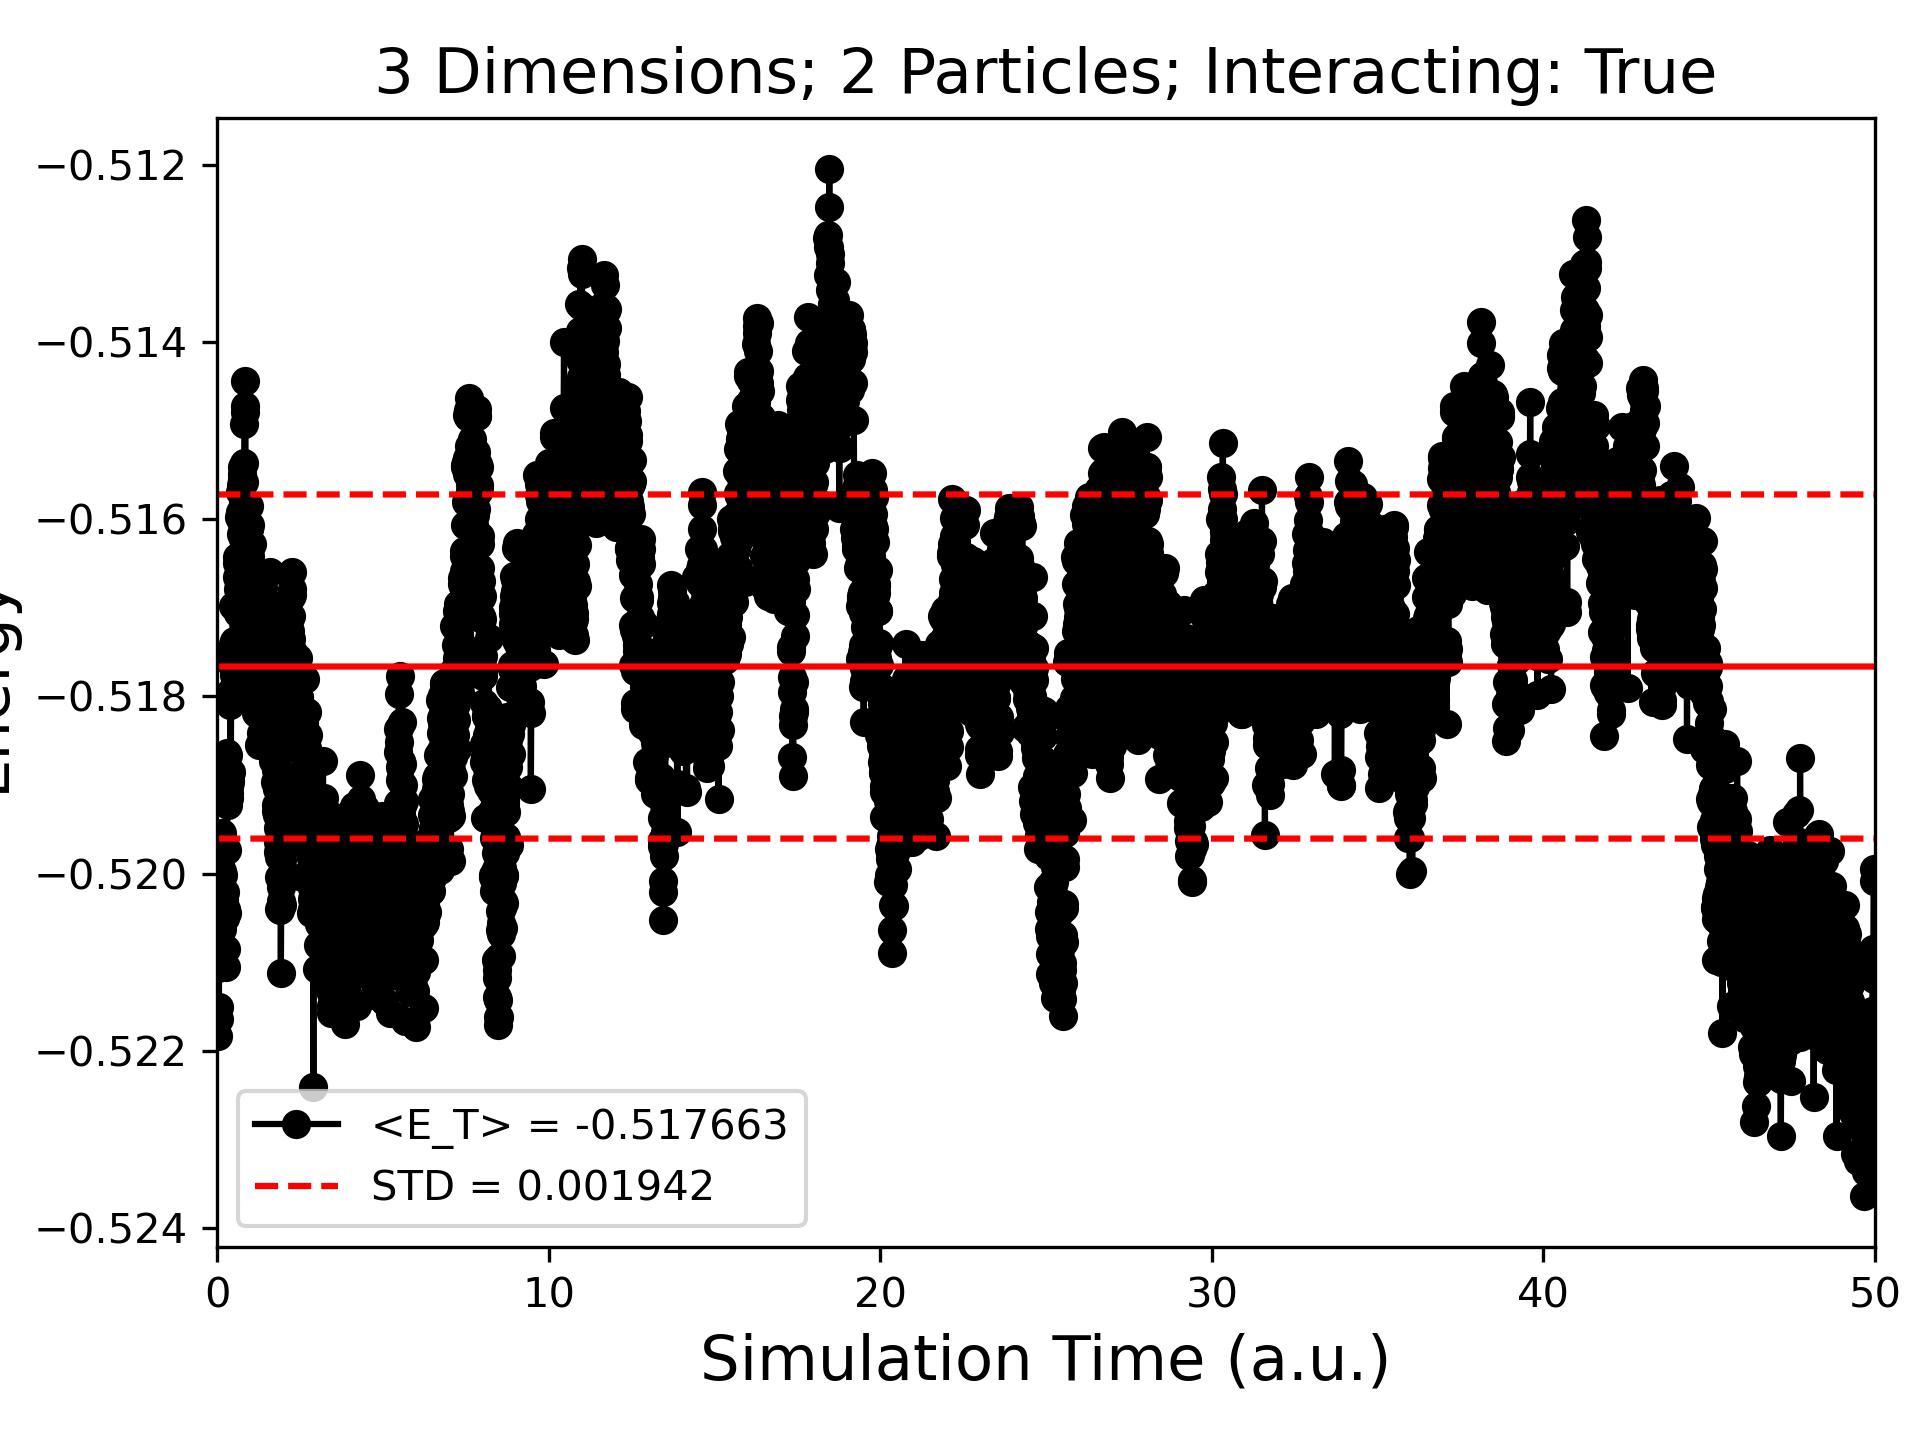 3 Dimensions; 2 Particles; Interacting: True
−0.512
−0.514
−0.516
−0.518
−0.520
−0.522
−0.524
Energy
<E_T> = -0.517663
STD = 0.001942
0 10 20 30 40 50
Simulation Time (a.u.)